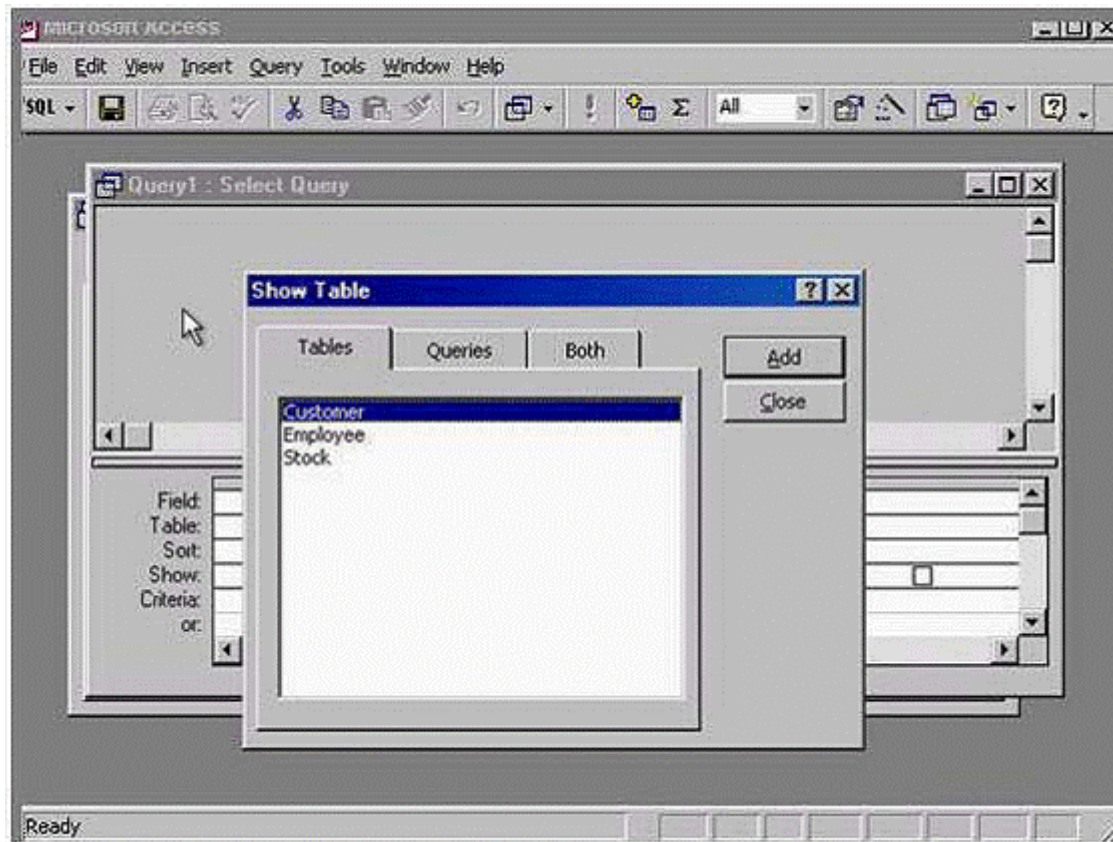 Microsoft Access
File Edit View Insert Query Tools Window Help
SQL All
Query1 : Select Query
Show Table
Tables Queries Both
Add
Close
Customer
Employee
Stock
Field:
Table:
Sort:
Show:
Criteria:
or:
Ready